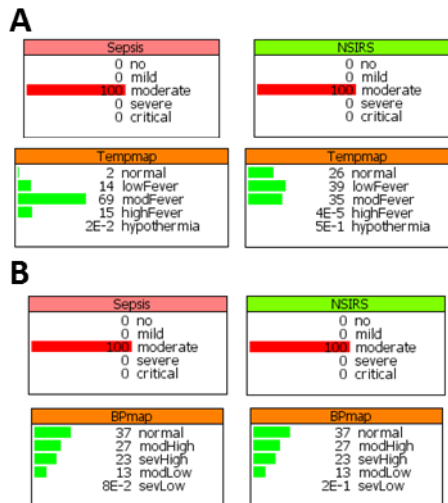 A
Sepsis
0 no
0 mild
100 moderate
0 severe
0 critical
NSIRS
0 no
0 mild
100 moderate
0 severe
0 critical
Tempmap
2 normal
14 lowFever
69 modFever
15 highFever
2E-2 hypothermia
Tempmap
26 normal
39 lowFever
35 modFever
4E-5 highFever
5E-1 hypothermia
B
Sepsis
0 no
0 mild
100 moderate
0 severe
0 critical
NSIRS
0 no
0 mild
100 moderate
0 severe
0 critical
BPmap
37 normal
27 modHigh
23 sevHigh
13 modLow
8E-2 sevLow
BPmap
37 normal
27 modHigh
23 sevHigh
13 modLow
2E-1 sevLow